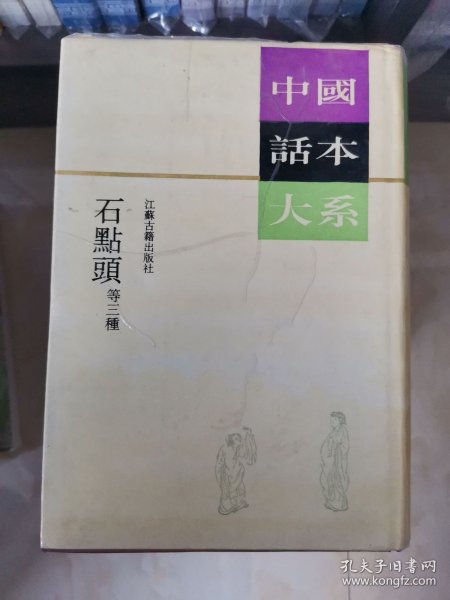 中國
話本
大系
江蘇古籍出版社
石點頭等三種
孔夫子旧书网
www.kongfz.com